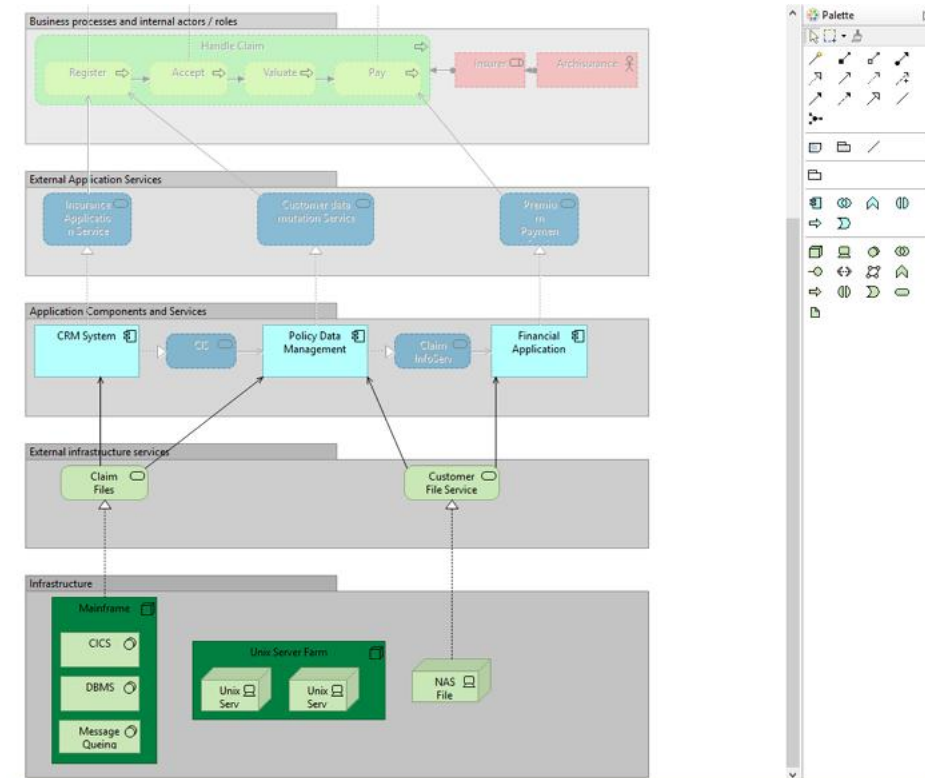 Business processes and internal actors / roles
Handle Claim
Register
Accept
Valuate
Pay
Insurer
Archisurance
External Application Services
Insurance
Applicatio
n Service
Customer data
mutation Service
Premiu
m
Paymen
Application Components and Services
CRM System
CIS
Policy Data
Management
Claim
InfoServ
Financial
Application
External infrastructure services
Claim
Files
Customer
File Service
Infrastructure
Mainframe
CICS
DBMS
Message
Queing
Unix Server Farm
Unix
Serv
Unix
Serv
NAS
File
Palette